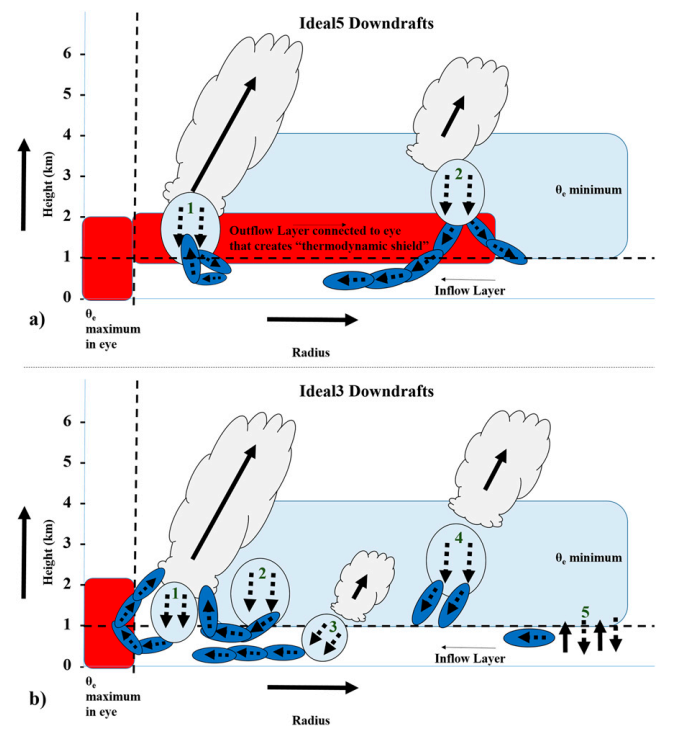 Ideal5 Downdrafts
6
5
4
3
2
1
0
Height (km)
1
2
θe minimum
Outflow Layer connected to eye
that creates “thermodynamic shield”
Inflow Layer
a)
θe
maximum
in eye
Radius
Ideal3 Downdrafts
6
5
4
3
2
1
0
Height (km)
1
2
3
4
5
θe minimum
Inflow Layer
b)
θe
maximum
in eye
Radius